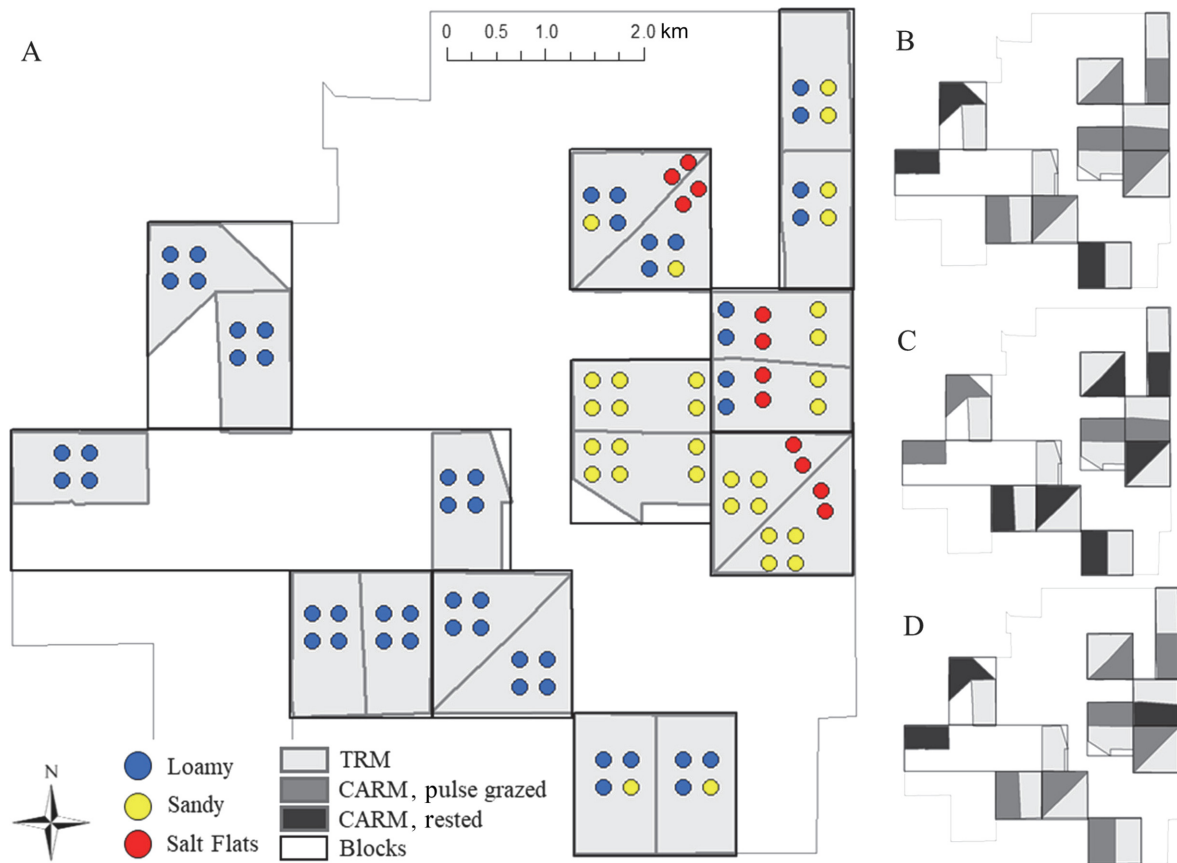 A
0 0.5 1.0 2.0 km
B
C
D
N
Loamy
Sandy
Salt Flats
TRM
CARM, pulse grazed
CARM, rested
Blocks